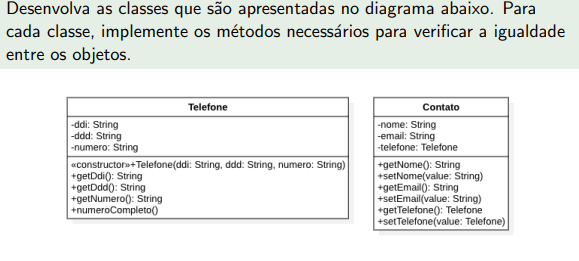 Desenvolva as classes que são apresentadas no diagrama abaixo. Para
cada classe, implemente os métodos necessários para verificar a igualdade
entre os objetos.
Telefone
-ddi: String
-ddd: String
-numero: String
«constructor»+Telefone(ddi: String, ddd: String, numero: String)
+getDdi(): String
+getDdd(): String
+getNumero(): String
+numeroCompleto()
Contato
-nome: String
-email: String
-telefone: Telefone
+getNome(): String
+setNome(value: String)
+getEmail(): String
+setEmail(value: String)
+getTelefone(): Telefone
+setTelefone(value: Telefone)